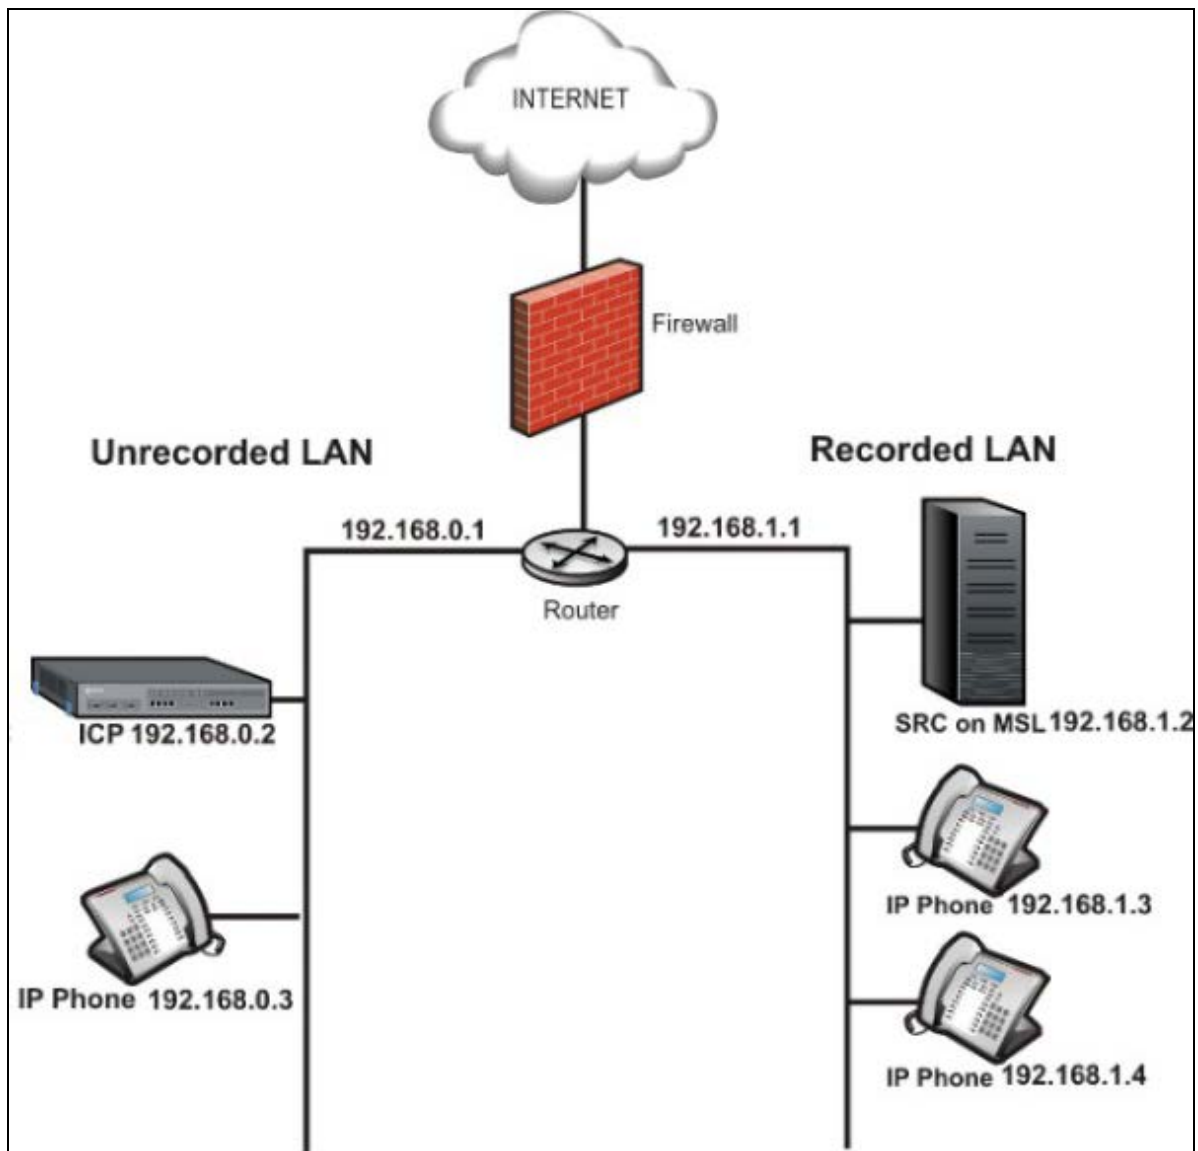 INTERNET
Firewall
Unrecorded LAN
Recorded LAN
192.168.0.1
192.168.1.1
Router
ICP 192.168.0.2
SRC on MSL 192.168.1.2
IP Phone 192.168.1.3
IP Phone 192.168.0.3
IP Phone 192.168.1.4